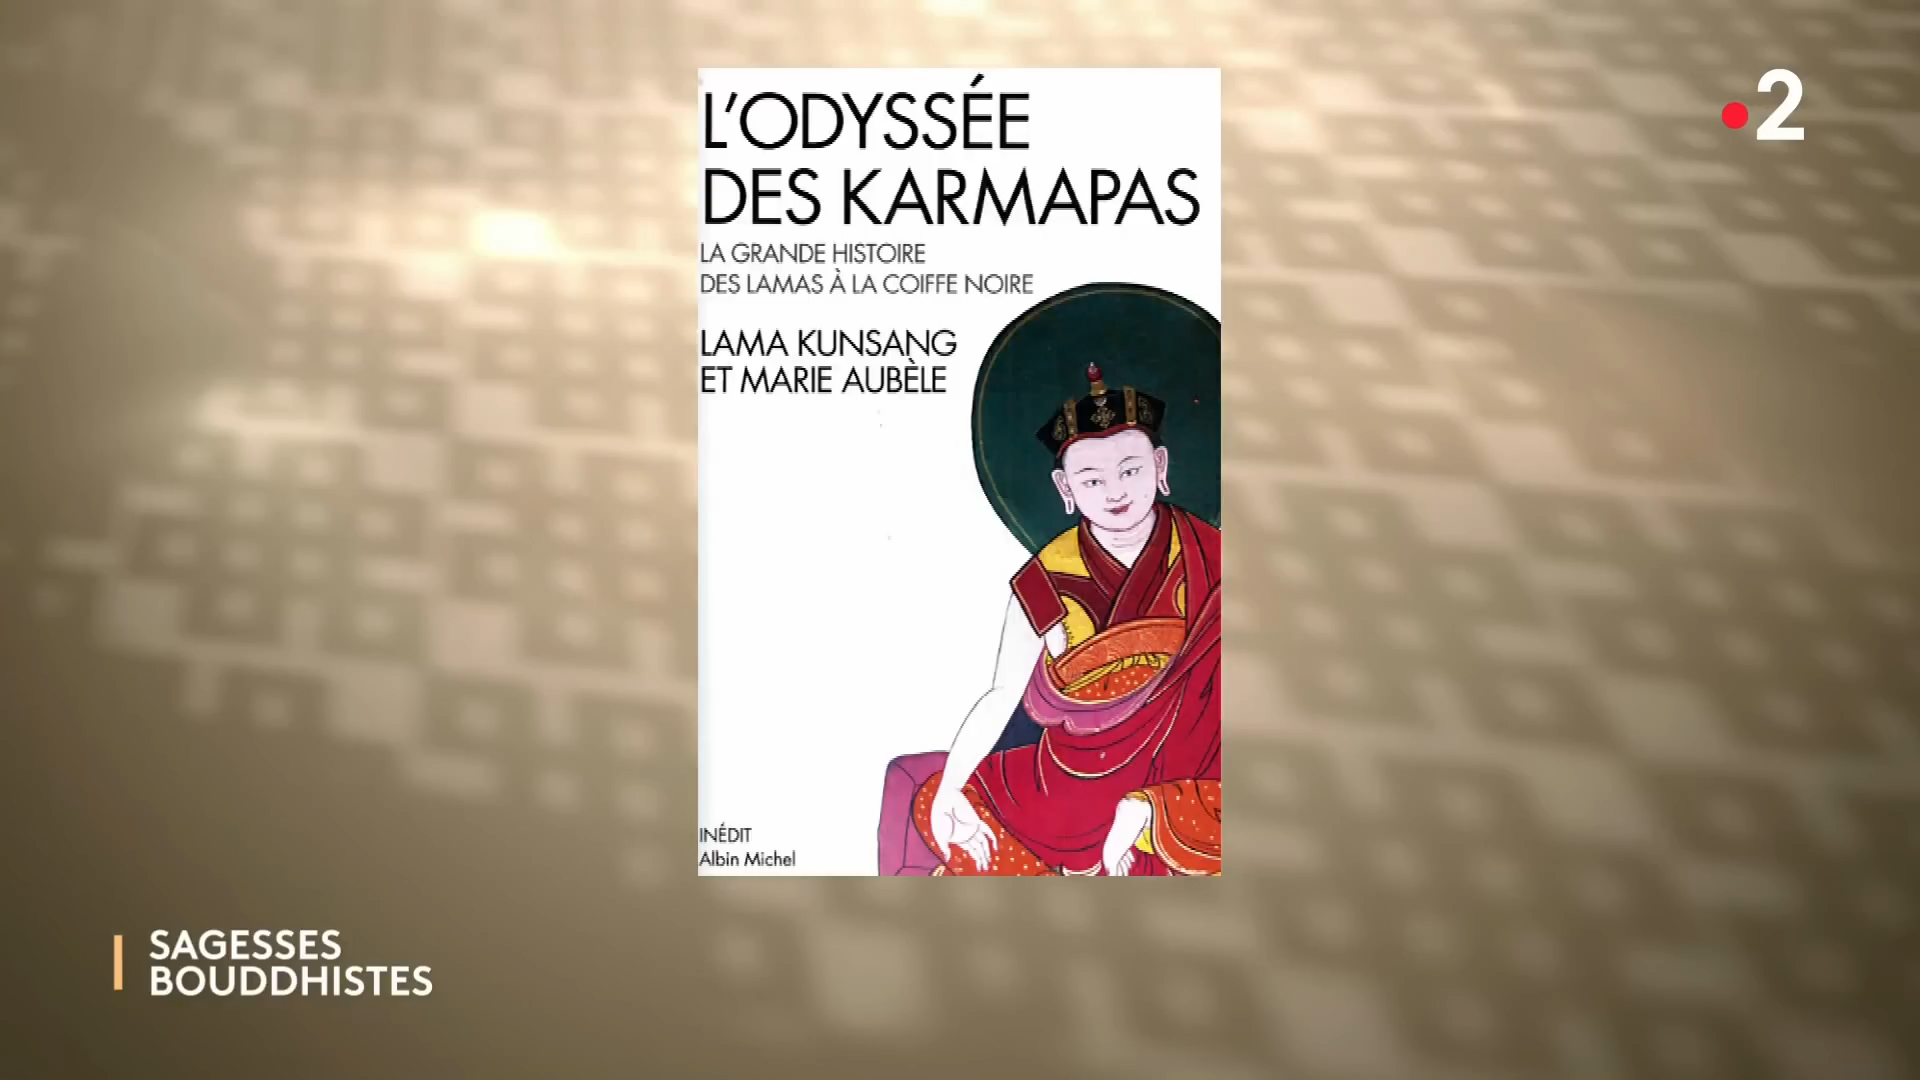 L'ODYSSÉE
DES KARMAPAS
LA GRANDE HISTOIRE
DES LAMAS À LA COIFFE NOIRE
LAMA KUNSANG
ET MARIE AUBÈLE
INÉDIT
Albin Michel
2
SAGESSES
BOUDDHISTES